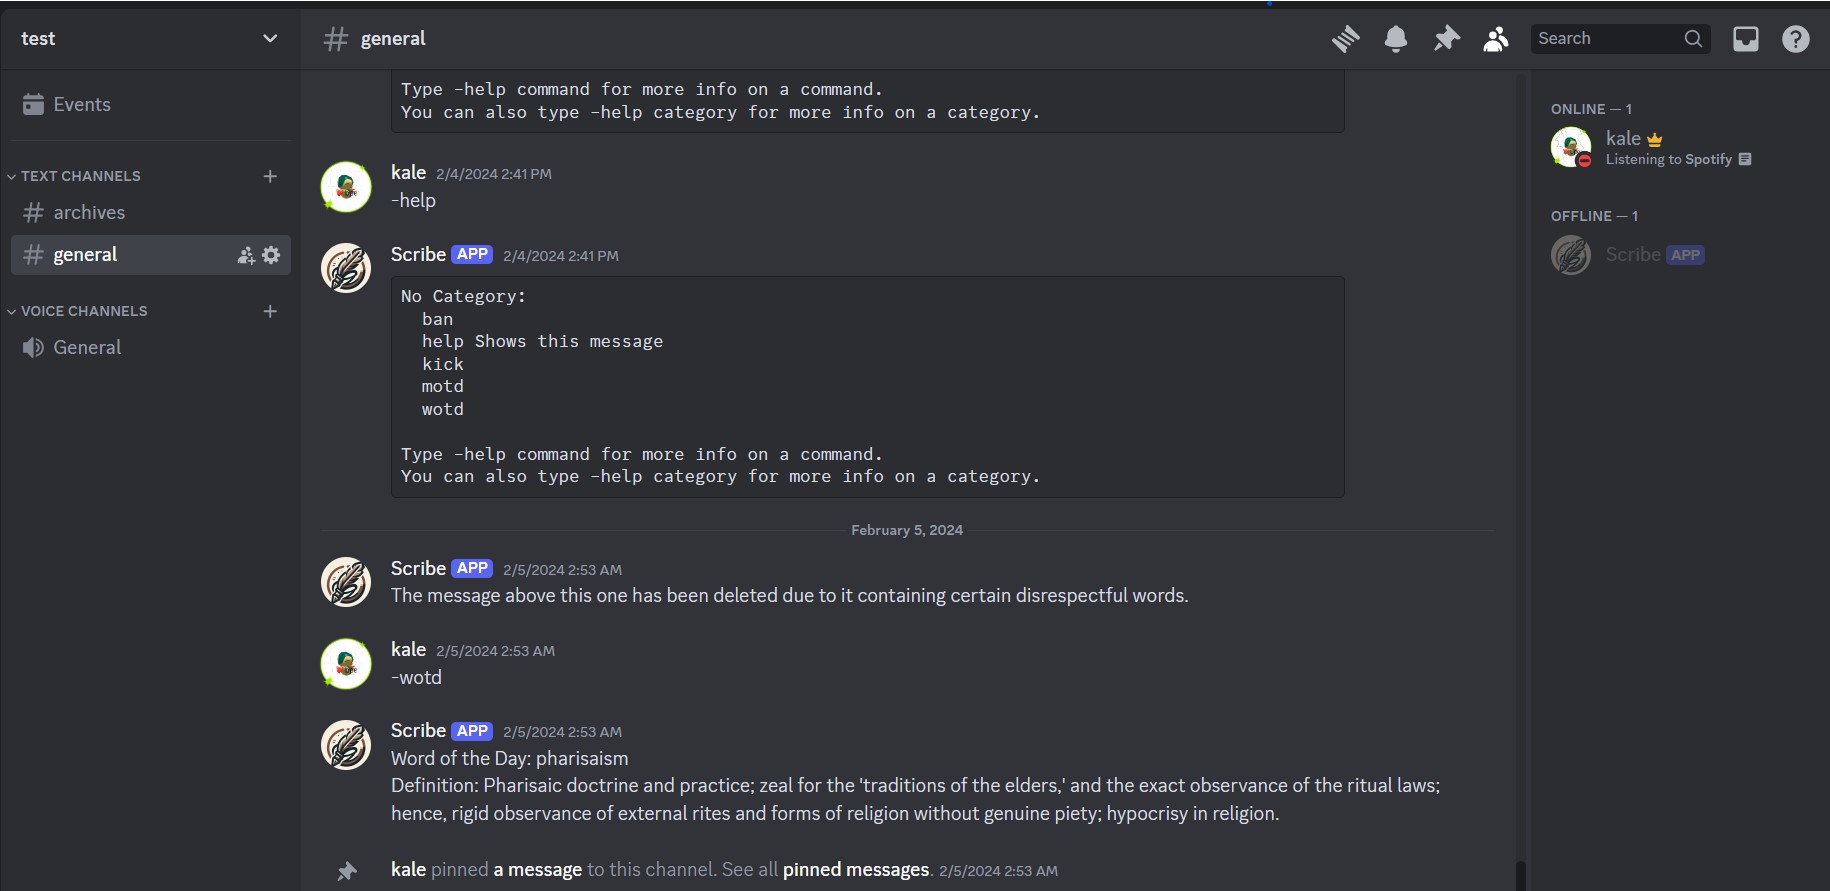 test
Events
TEXT CHANNELS
archives
general
VOICE CHANNELS
General
general
Search
Type -help command for more info on a command.
You can also type -help category for more info on a category.
kale 2/4/2024 2:41 PM
-help
Scribe APP 2/4/2024 2:41 PM
No Category:
ban
help Shows this message
kick
motd
wotd
Type -help command for more info on a command.
You can also type -help category for more info on a category.
February 5, 2024
Scribe APP 2/5/2024 2:53 AM
The message above this one has been deleted due to it containing certain disrespectful words.
kale 2/5/2024 2:53 AM
-wotd
Scribe APP 2/5/2024 2:53 AM
Word of the Day: pharisaism
Definition: Pharisaic doctrine and practice; zeal for the 'traditions of the elders,' and the exact observance of the ritual laws;
hence, rigid observance of external rites and forms of religion without genuine piety; hypocrisy in religion.
kale pinned a message to this channel. See all pinned messages. 2/5/2024 2:53 AM
ONLINE — 1
kale
Listening to Spotify
OFFLINE — 1
Scribe APP